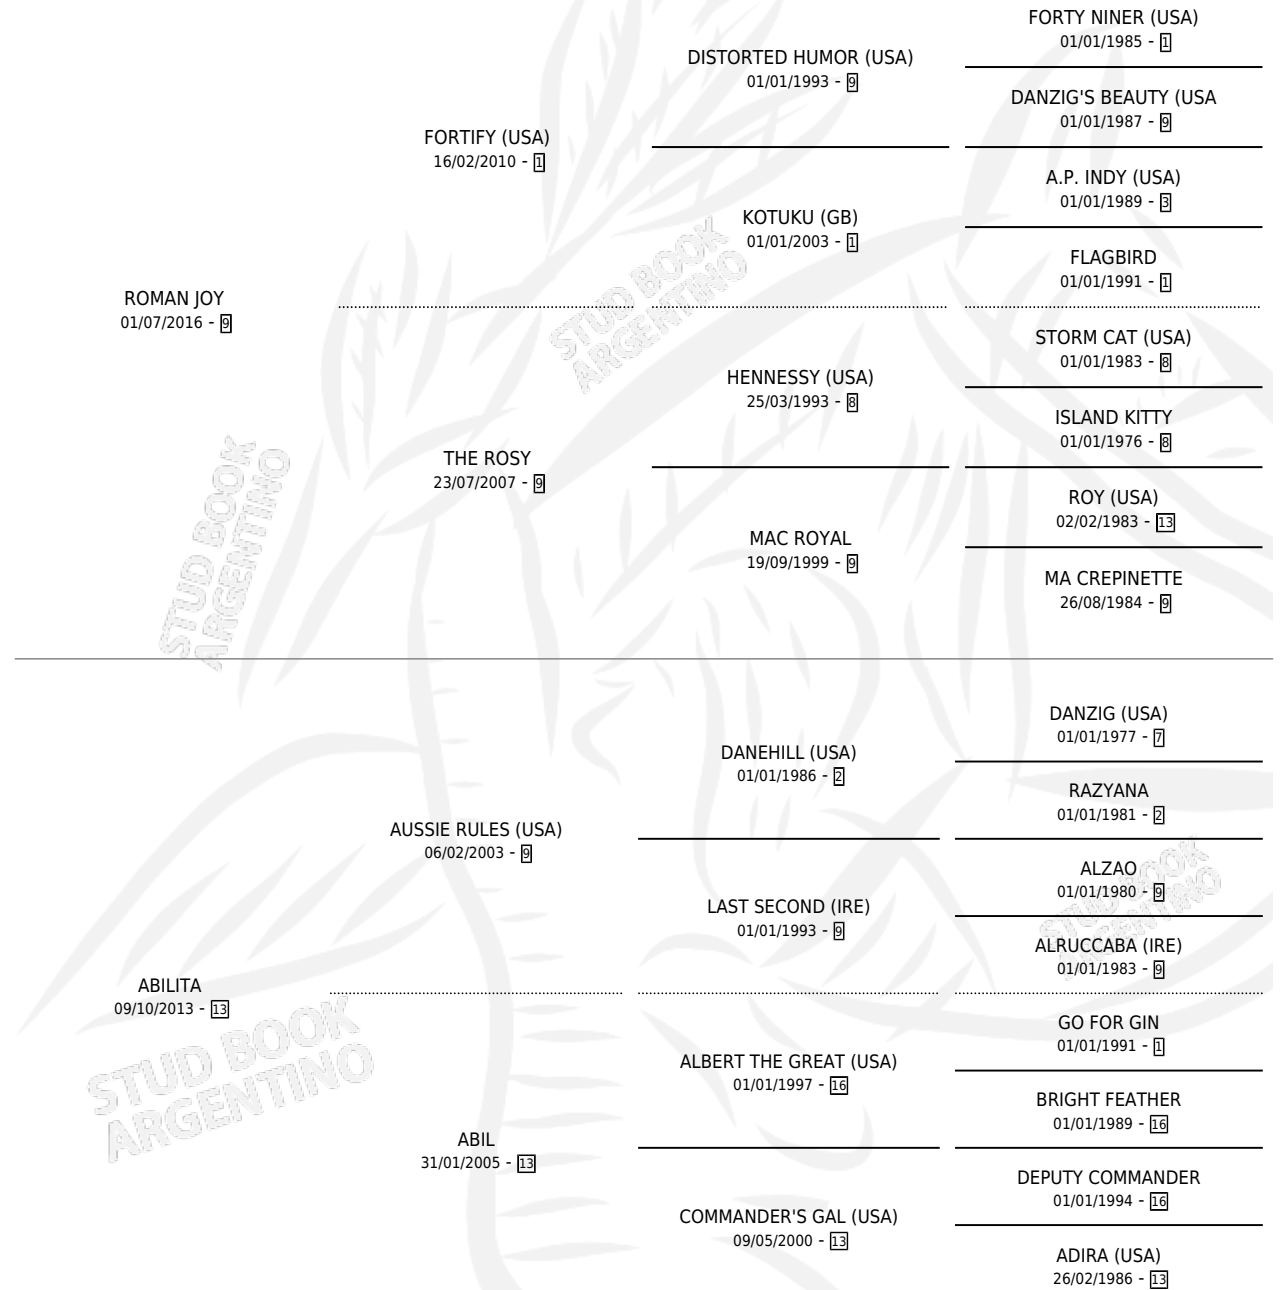 FORTY NINER (USA)
01/01/1985 - 1
DISTORTED HUMOR (USA)
01/01/1993 - 9
DANZIG'S BEAUTY (USA
01/01/1987 - 9
FORTIFY (USA)
16/02/2010 - 1
A.P. INDY (USA)
01/01/1989 - 3
KOTUKU (GB)
01/01/2003 - 1
FLAGBIRD
01/01/1991 - 1
ROMAN JOY
01/07/2016 - 9
STUD BOOK
ARGENTINO
STORM CAT (USA)
01/01/1983 - 8
HENNESSY (USA)
25/03/1993 - 8
ISLAND KITTY
01/01/1976 - 8
THE ROSY
23/07/2007 - 9
ROY (USA)
02/02/1983 - 13
MAC ROYAL
19/09/1999 - 9
MA CREPINETTE
26/08/1984 - 9
STUD BOOK
ARGENTINO
DANZIG (USA)
01/01/1977 - 7
DANEHILL (USA)
01/01/1986 - 2
RAZYANA
01/01/1981 - 2
AUSSIE RULES (USA)
06/02/2003 - 9
ALZAO
01/01/1980 - 9
LAST SECOND (IRE)
01/01/1993 - 9
STUD BOOK
ARGENTINO
ALRUCCABA (IRE)
01/01/1983 - 9
ABILITA
09/10/2013 - 13
GO FOR GIN
01/01/1991 - 1
ALBERT THE GREAT (USA)
01/01/1997 - 16
BRIGHT FEATHER
01/01/1989 - 16
STUD BOOK
ARGENTINO
ABIL
31/01/2005 - 13
DEPUTY COMMANDER
01/01/1994 - 16
COMMANDER'S GAL (USA)
09/05/2000 - 13
ADIRA (USA)
26/02/1986 - 13